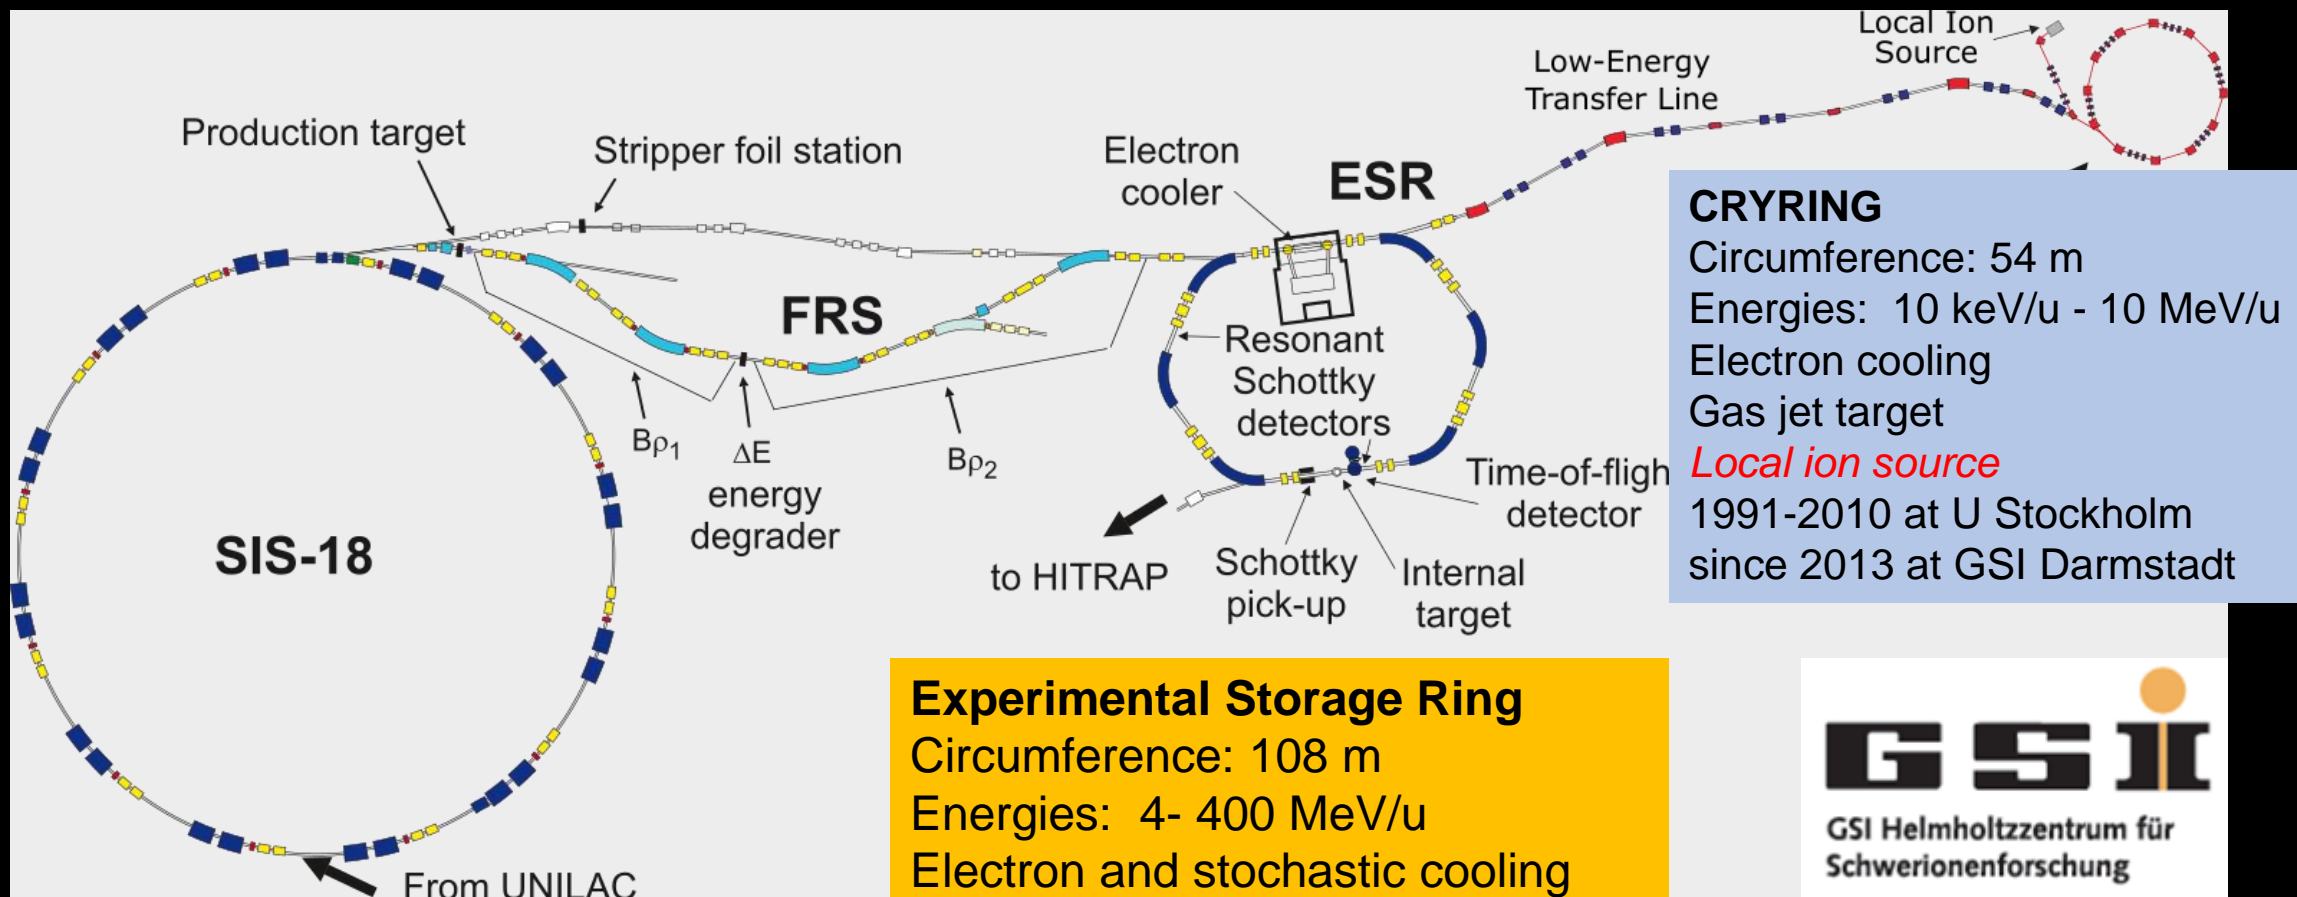 Local Ion
Source
Low-Energy
Transfer Line
Production target
Stripper foil station
Electron
cooler
ESR
FRS
Resonant
Schottky
detectors
Bρ1
ΔE
energy
degrader
Bρ2
Time-of-fligh
detector
to HITRAP
Schottky
pick-up
Internal
target
SIS-18
From UNILAC
CRYRING
Circumference: 54 m
Energies: 10 keV/u - 10 MeV/u
Electron cooling
Gas jet target
Local ion source
1991-2010 at U Stockholm
since 2013 at GSI Darmstadt
Experimental Storage Ring
Circumference: 108 m
Energies: 4- 400 MeV/u
Electron and stochastic cooling
GSI
GSI Helmholtzzentrum für
Schwerionenforschung